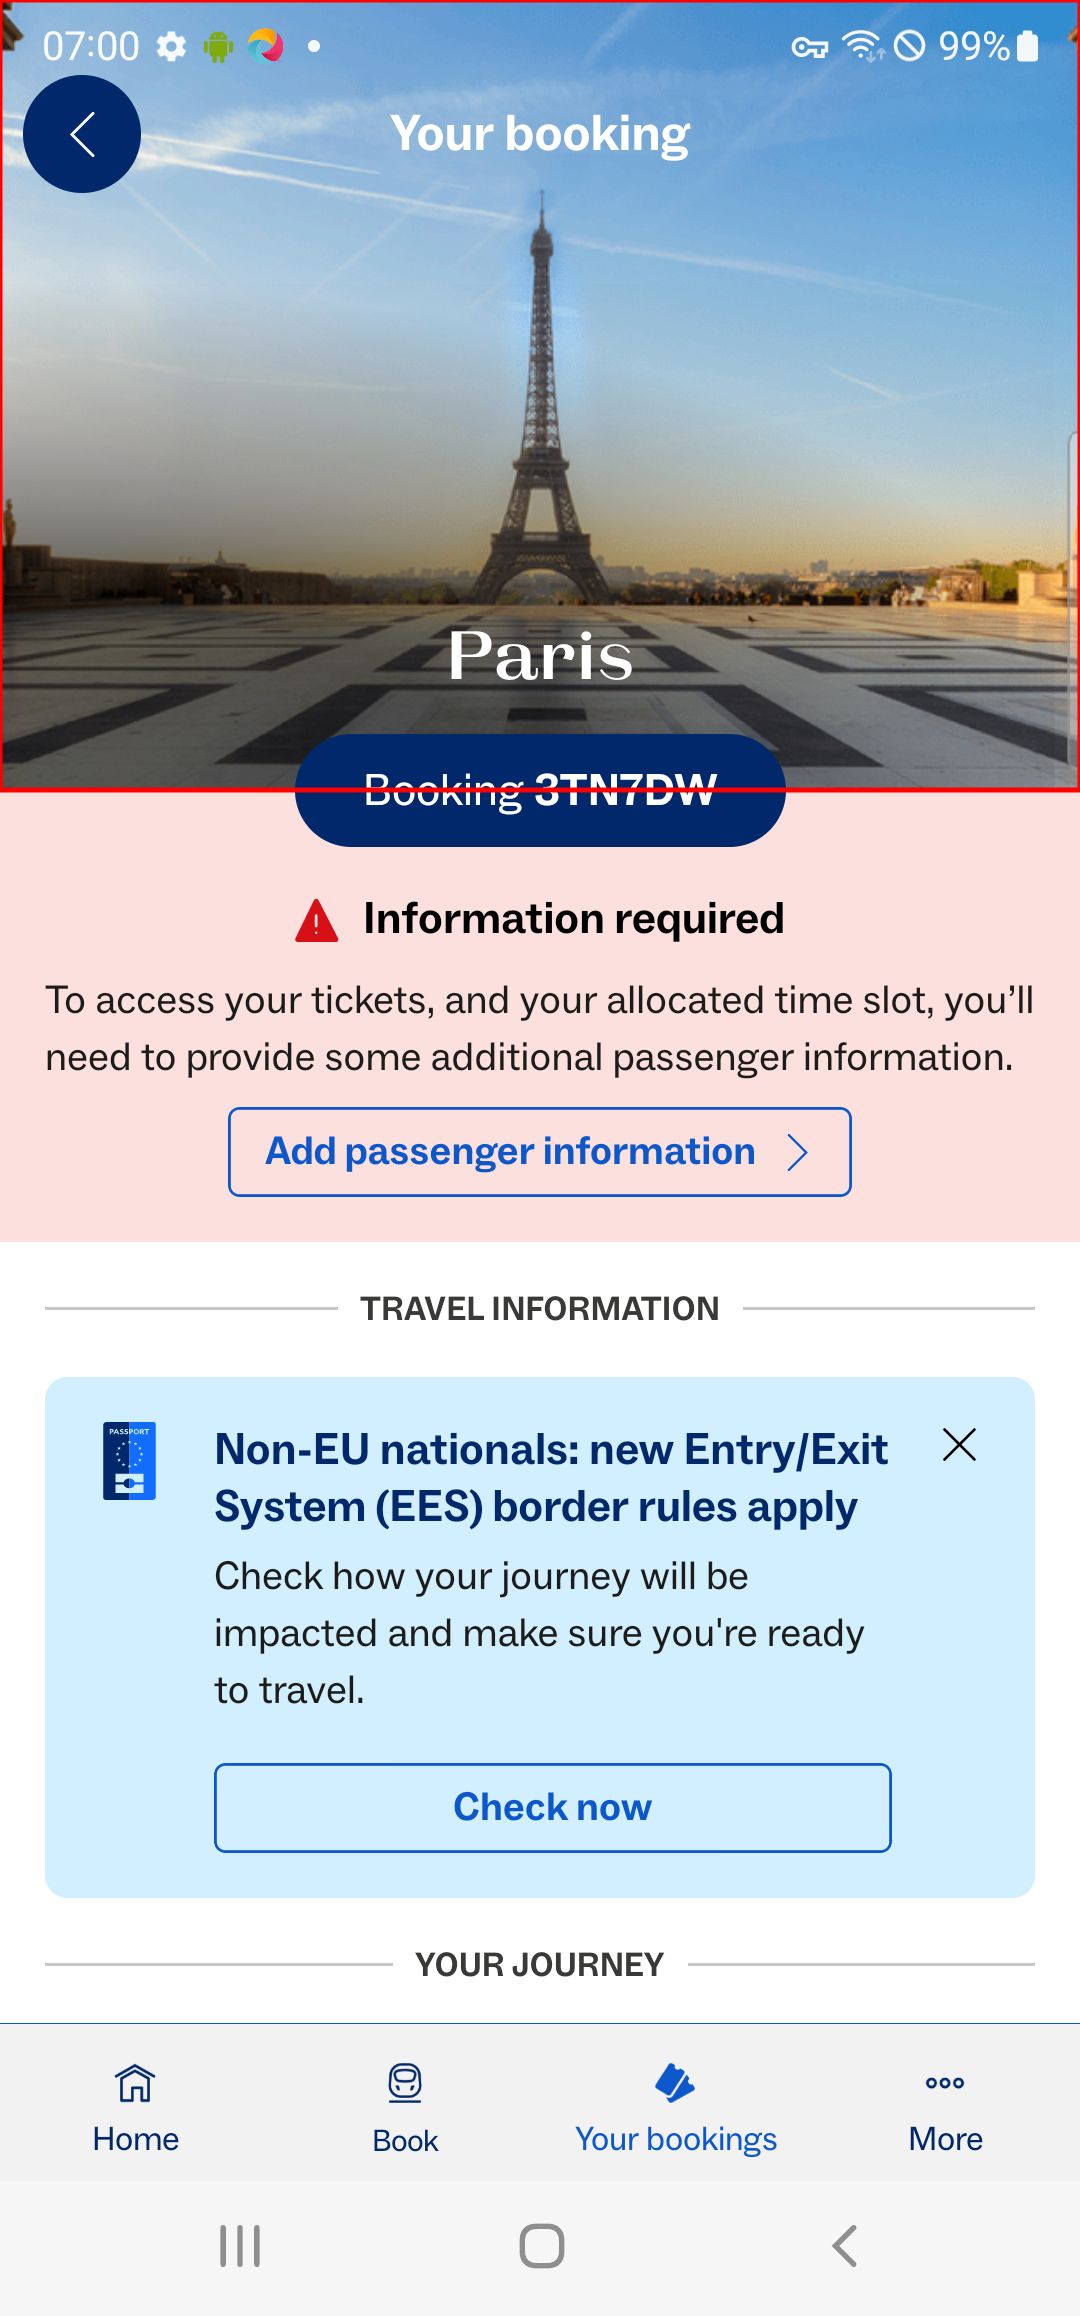 07:00
99%
Your booking
Paris
Booking 3TN7DW
Information required
To access your tickets, and your allocated time slot, you’ll
need to provide some additional passenger information.
Add passenger information
TRAVEL INFORMATION
PASSPORT
Non-EU nationals: new Entry/Exit
System (EES) border rules apply
Check how your journey will be
impacted and make sure you're ready
to travel.
Check now
YOUR JOURNEY
Home
Book
Your bookings
More